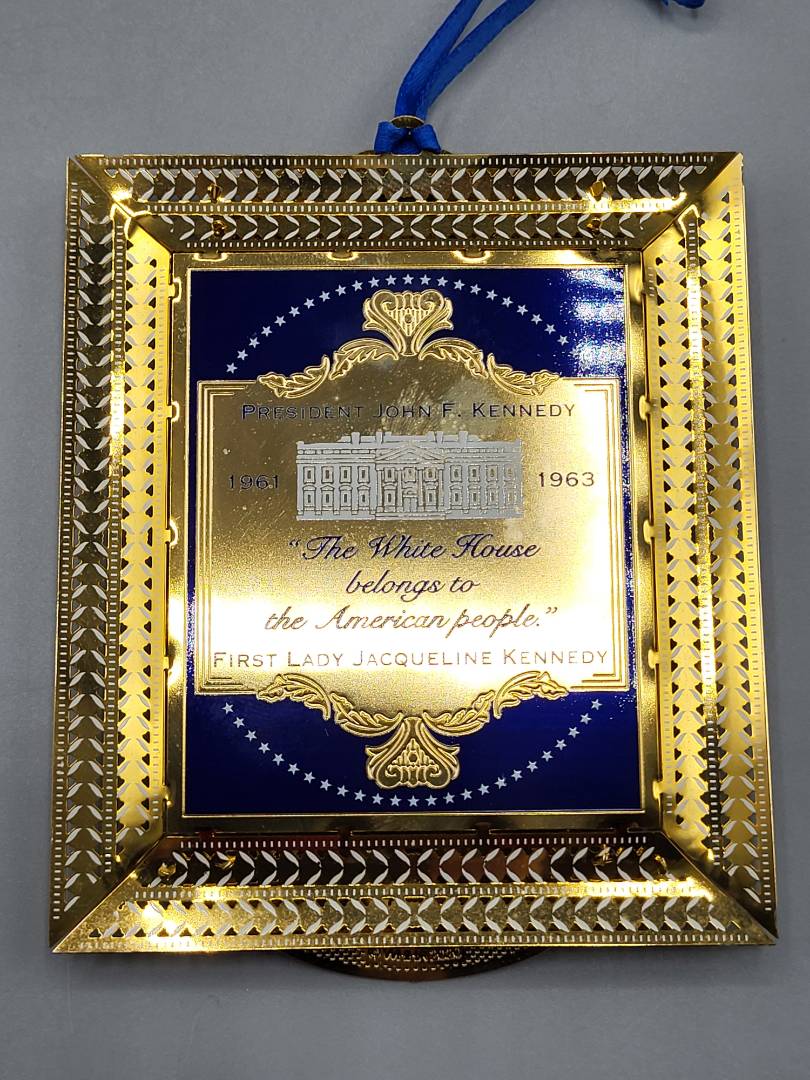 PRESIDENT JOHN F. KENNEDY
1961 1963
"The White House
belongs to
the American people."
FIRST LADY JACQUELINE KENNEDY